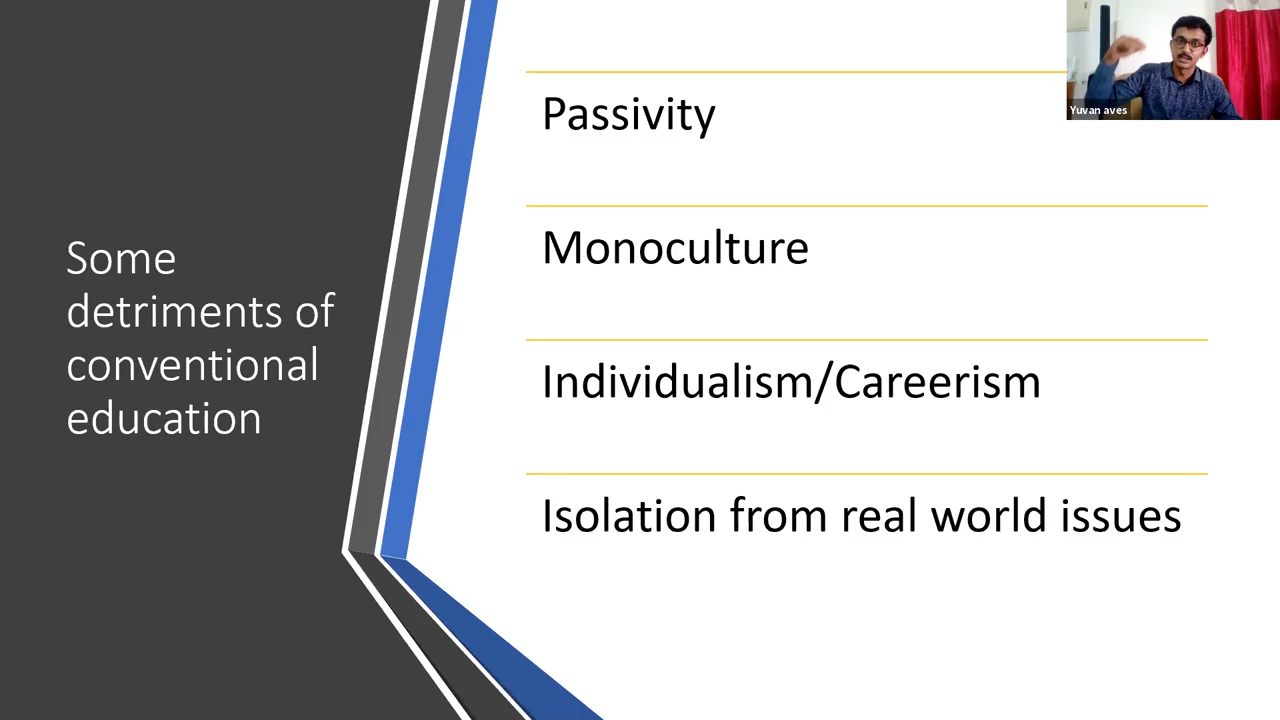 Some
detriments of
conventional
education
Passivity
Monoculture
Individualism/Careerism
Isolation from real world issues
Yuvan aves